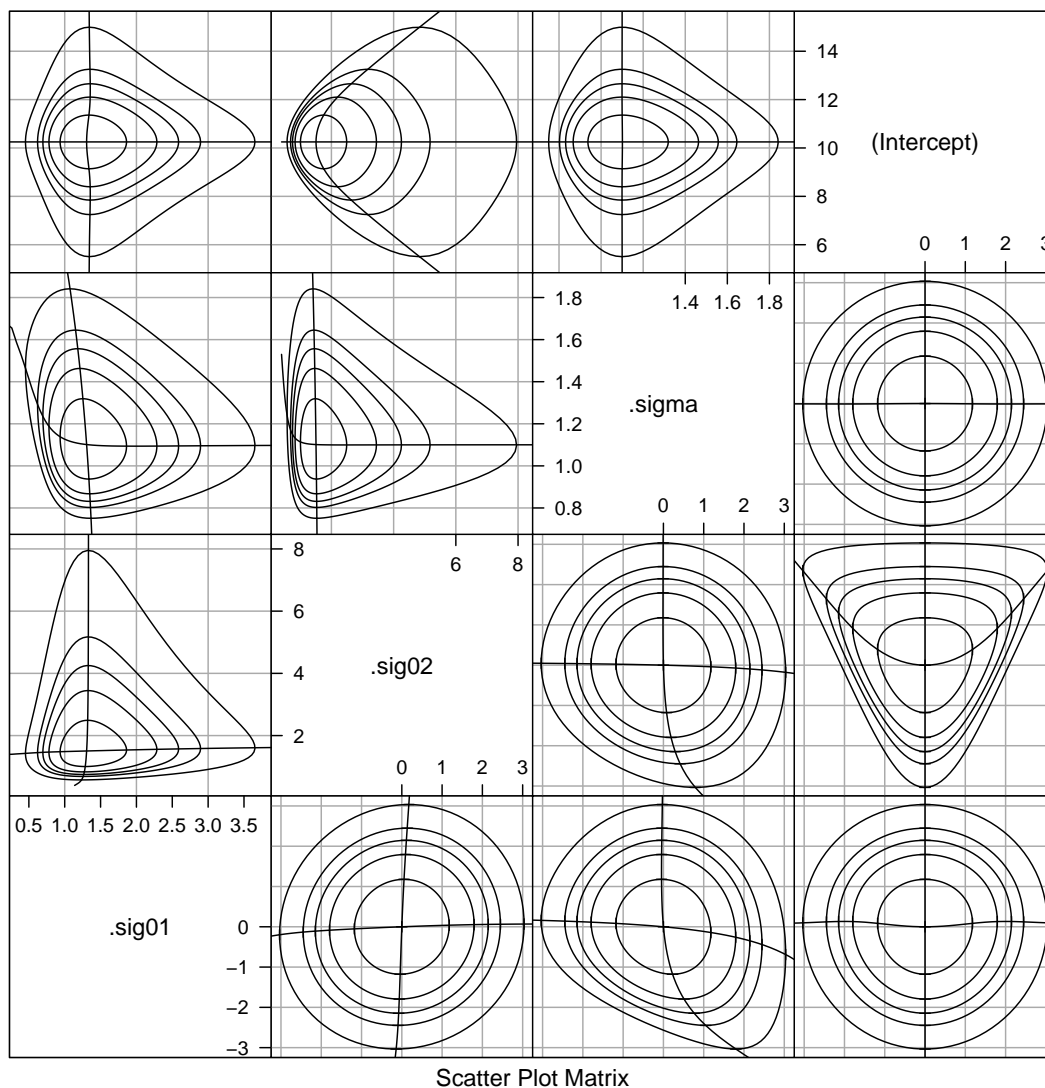 14
12
10 (Intercept)
8
6
0 1 2 3
1.4 1.6 1.8
1.8
1.6
1.4 .sigma
1.2
1.0
0.8
0 1 2 3
6 8
8
6
4 .sig02
2
0 1 2 3
0.5 1.0 1.5 2.0 2.5 3.0 3.5
.sig01
0
−1
−2
−3
Scatter Plot Matrix